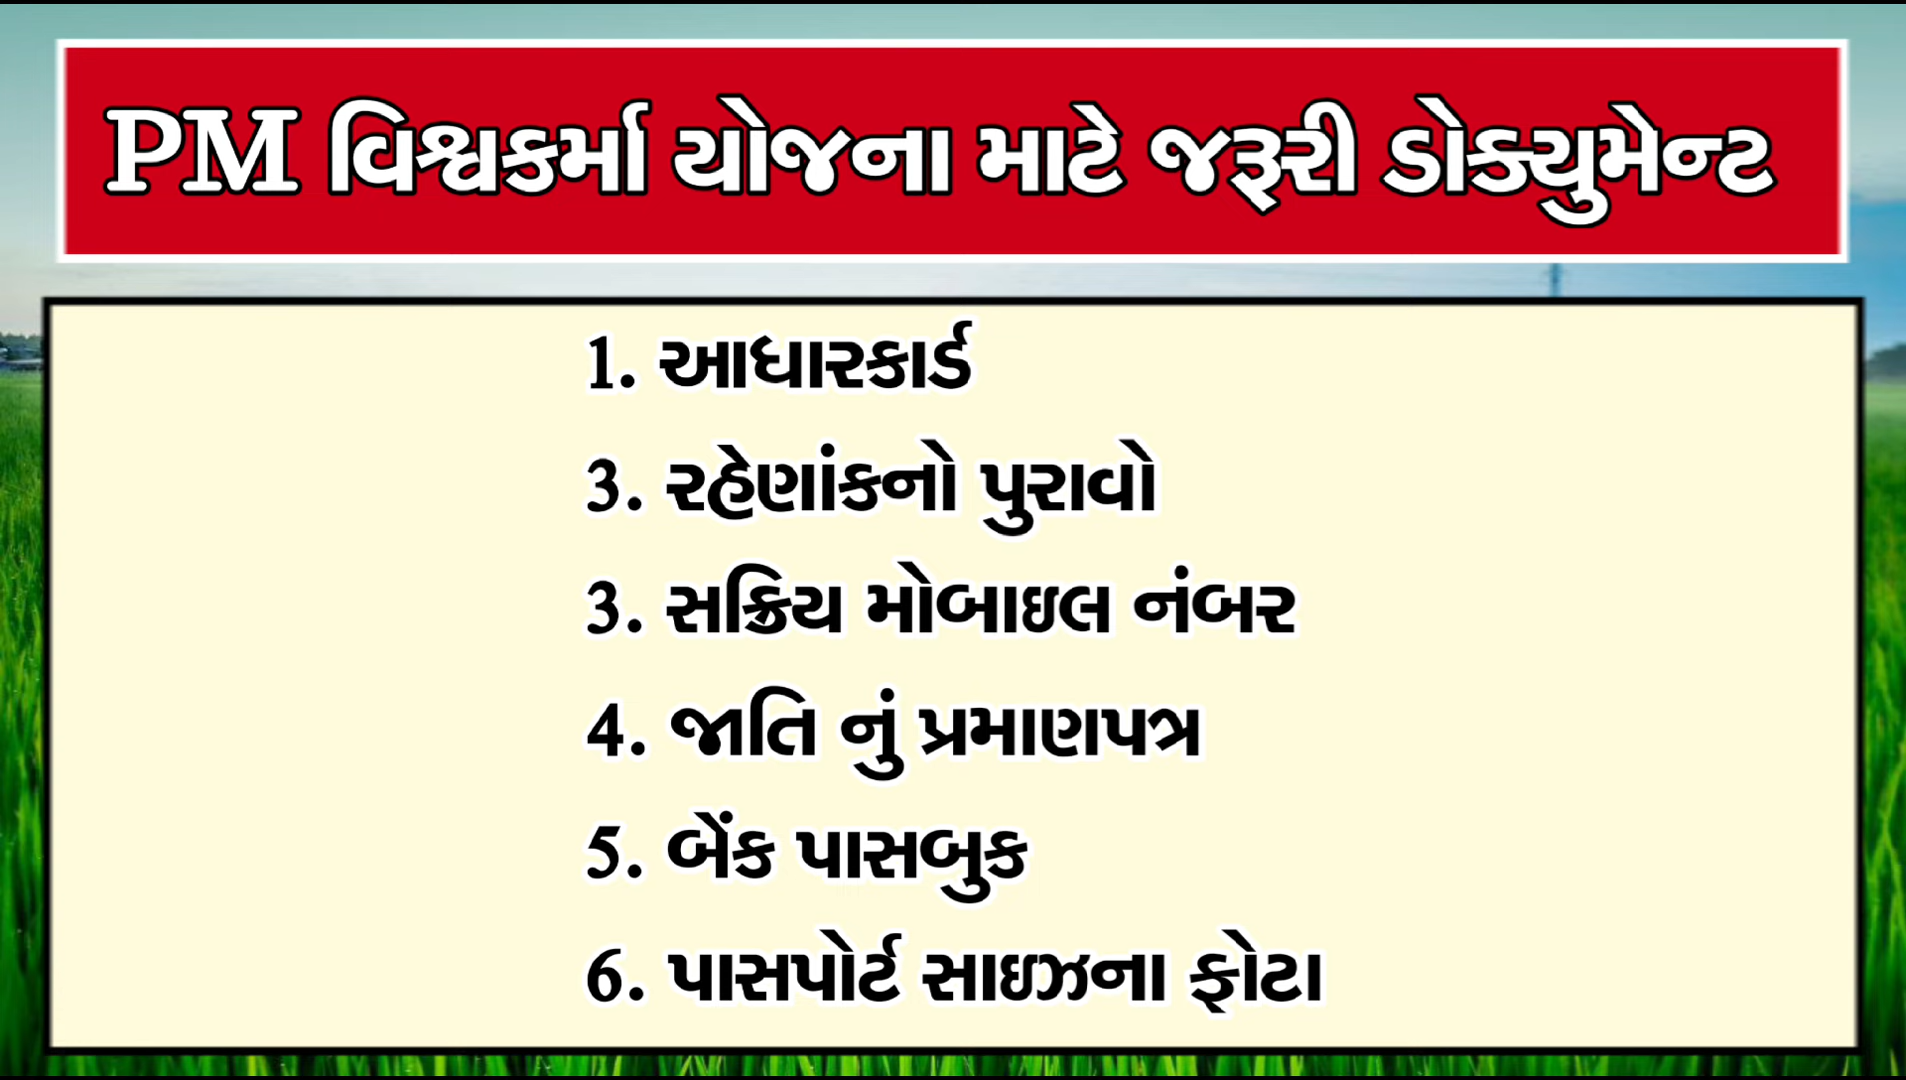 PM વિશ્વકર્મા યોજના માટે જરૂરી ડોક્યુમેન્ટ
1. આધારકાર્ડ
3. રહેણાંકનો પુરાવો
3. સક્રિય મોબાઇલ નંબર
4. જાતિ નું પ્રમાણપત્ર
5. બેંક પાસબુક
6. પાસપોર્ટ સાઇઝના ફોટા